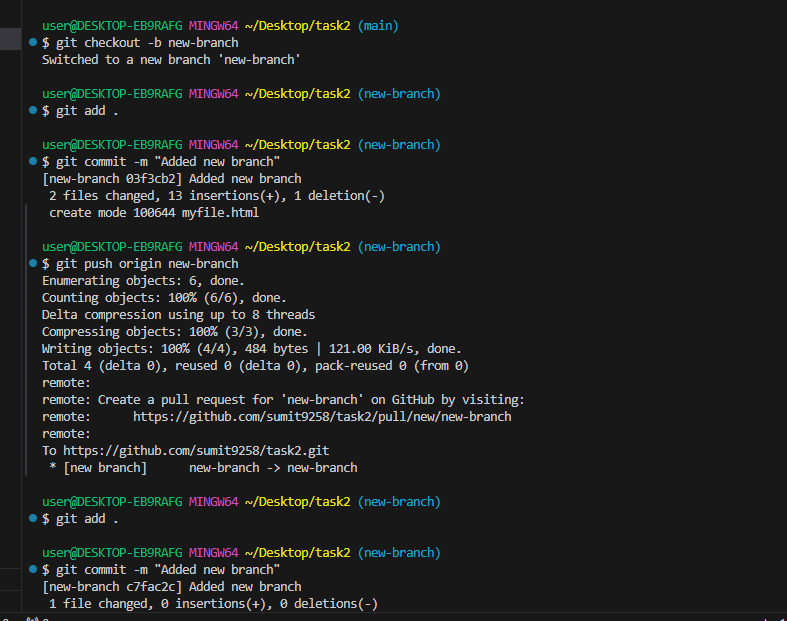 user@DESKTOP-EB9RAFG MINGW64 ~/Desktop/task2 (main)
$ git checkout -b new-branch
Switched to a new branch 'new-branch'
user@DESKTOP-EB9RAFG MINGW64 ~/Desktop/task2 (new-branch)
$ git add .
user@DESKTOP-EB9RAFG MINGW64 ~/Desktop/task2 (new-branch)
$ git commit -m "Added new branch"
[new-branch 03f3cb2] Added new branch
 2 files changed, 13 insertions(+), 1 deletion(-)
 create mode 100644 myfile.html
user@DESKTOP-EB9RAFG MINGW64 ~/Desktop/task2 (new-branch)
$ git push origin new-branch
Enumerating objects: 6, done.
Counting objects: 100% (6/6), done.
Delta compression using up to 8 threads
Compressing objects: 100% (3/3), done.
Writing objects: 100% (4/4), 484 bytes | 121.00 KiB/s, done.
Total 4 (delta 0), reused 0 (delta 0), pack-reused 0 (from 0)
remote:
remote: Create a pull request for 'new-branch' on GitHub by visiting:
remote:      https://github.com/sumit9258/task2/pull/new/new-branch
remote:
To https://github.com/sumit9258/task2.git
 * [new branch]      new-branch -> new-branch
user@DESKTOP-EB9RAFG MINGW64 ~/Desktop/task2 (new-branch)
$ git add .
user@DESKTOP-EB9RAFG MINGW64 ~/Desktop/task2 (new-branch)
$ git commit -m "Added new branch"
[new-branch c7fac2c] Added new branch
 1 file changed, 0 insertions(+), 0 deletions(-)